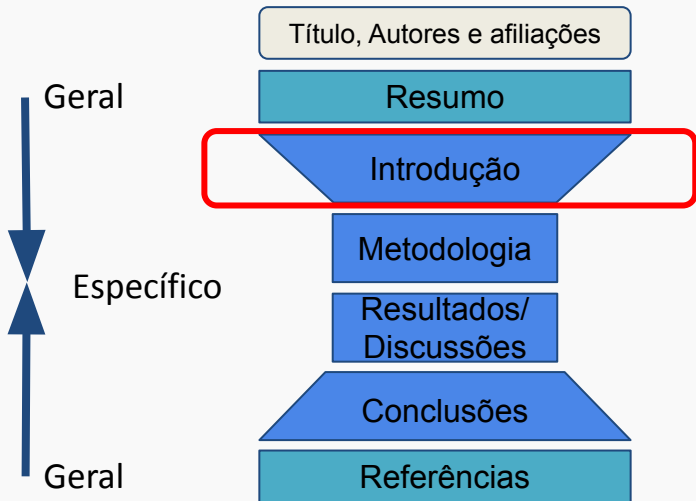 Título, Autores e afiliações
Geral
Resumo
Introdução
Metodologia
Específico
Resultados/
Discussões
Conclusões
Geral
Referências